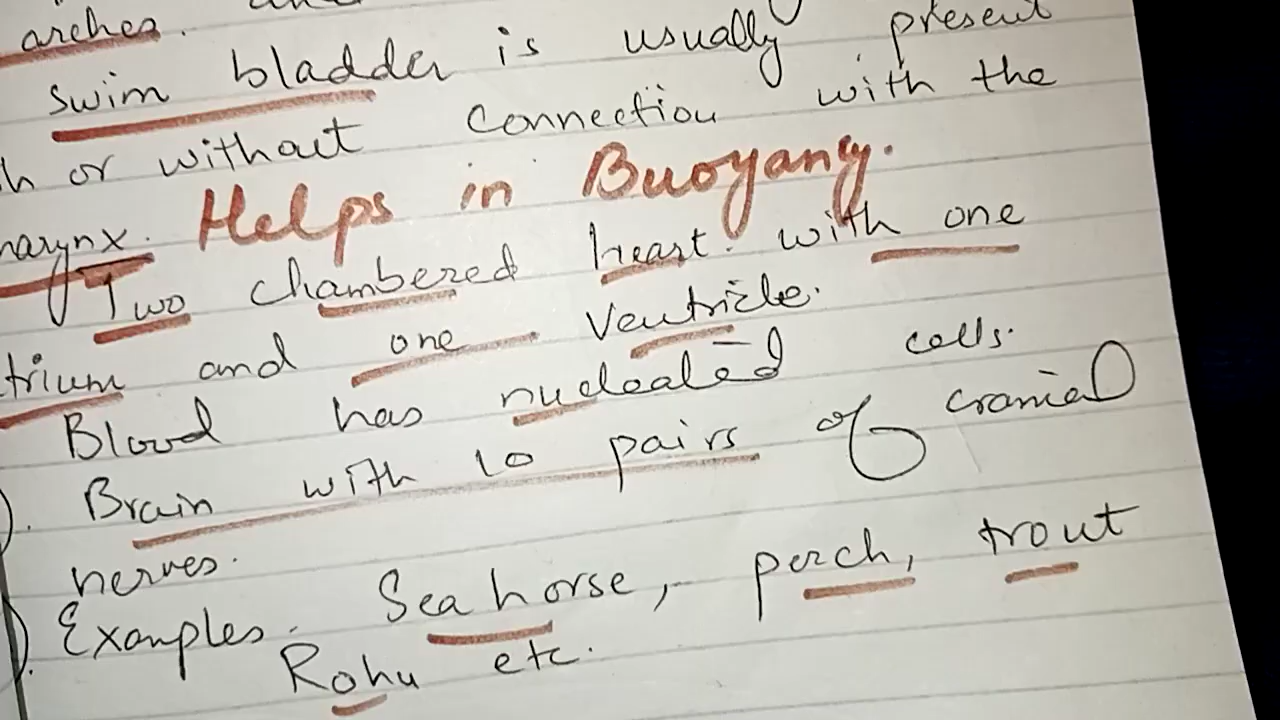 arches.
Swim bladder is usually present
h or without connection with the
harynx. Helps in Buoyancy.
Two chambered heart. with one
trium and one Ventricle.
Blood has nucleated cells.
Brain with 10 pairs of cranial
nerves.
Examples. Sea horse, perch, trout
Rohu etc.